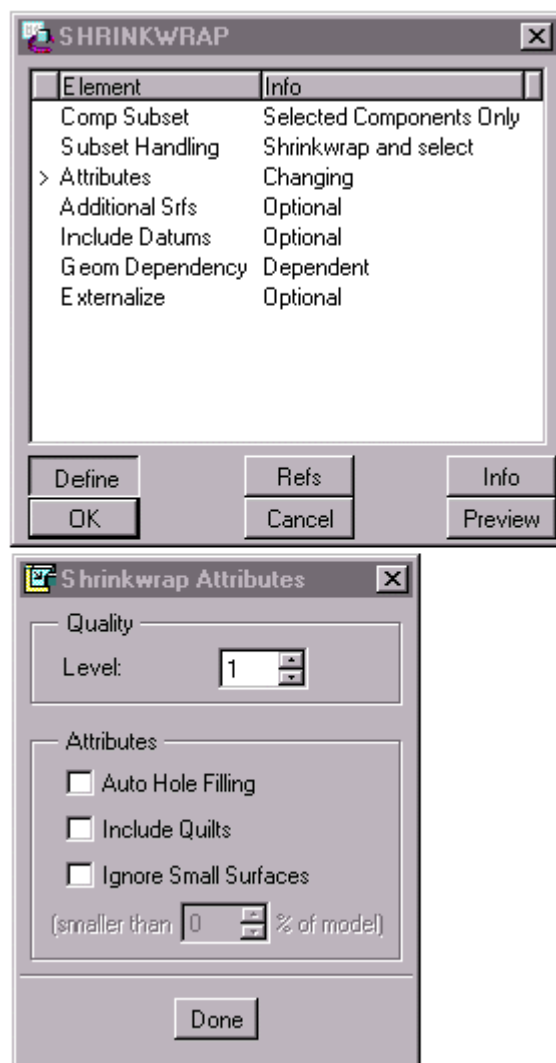 SHRINKWRAP
Element Info
Comp Subset Selected Components Only
Subset Handling Shrinkwrap and select
> Attributes Changing
Additional Srfs Optional
Include Datums Optional
Geom Dependency Dependent
Externalize Optional
Define Refs Info
OK Cancel Preview
Shrinkwrap Attributes
Quality
Level: 1
Attributes
Auto Hole Filling
Include Quilts
Ignore Small Surfaces
(smaller than 0 % of model)
Done